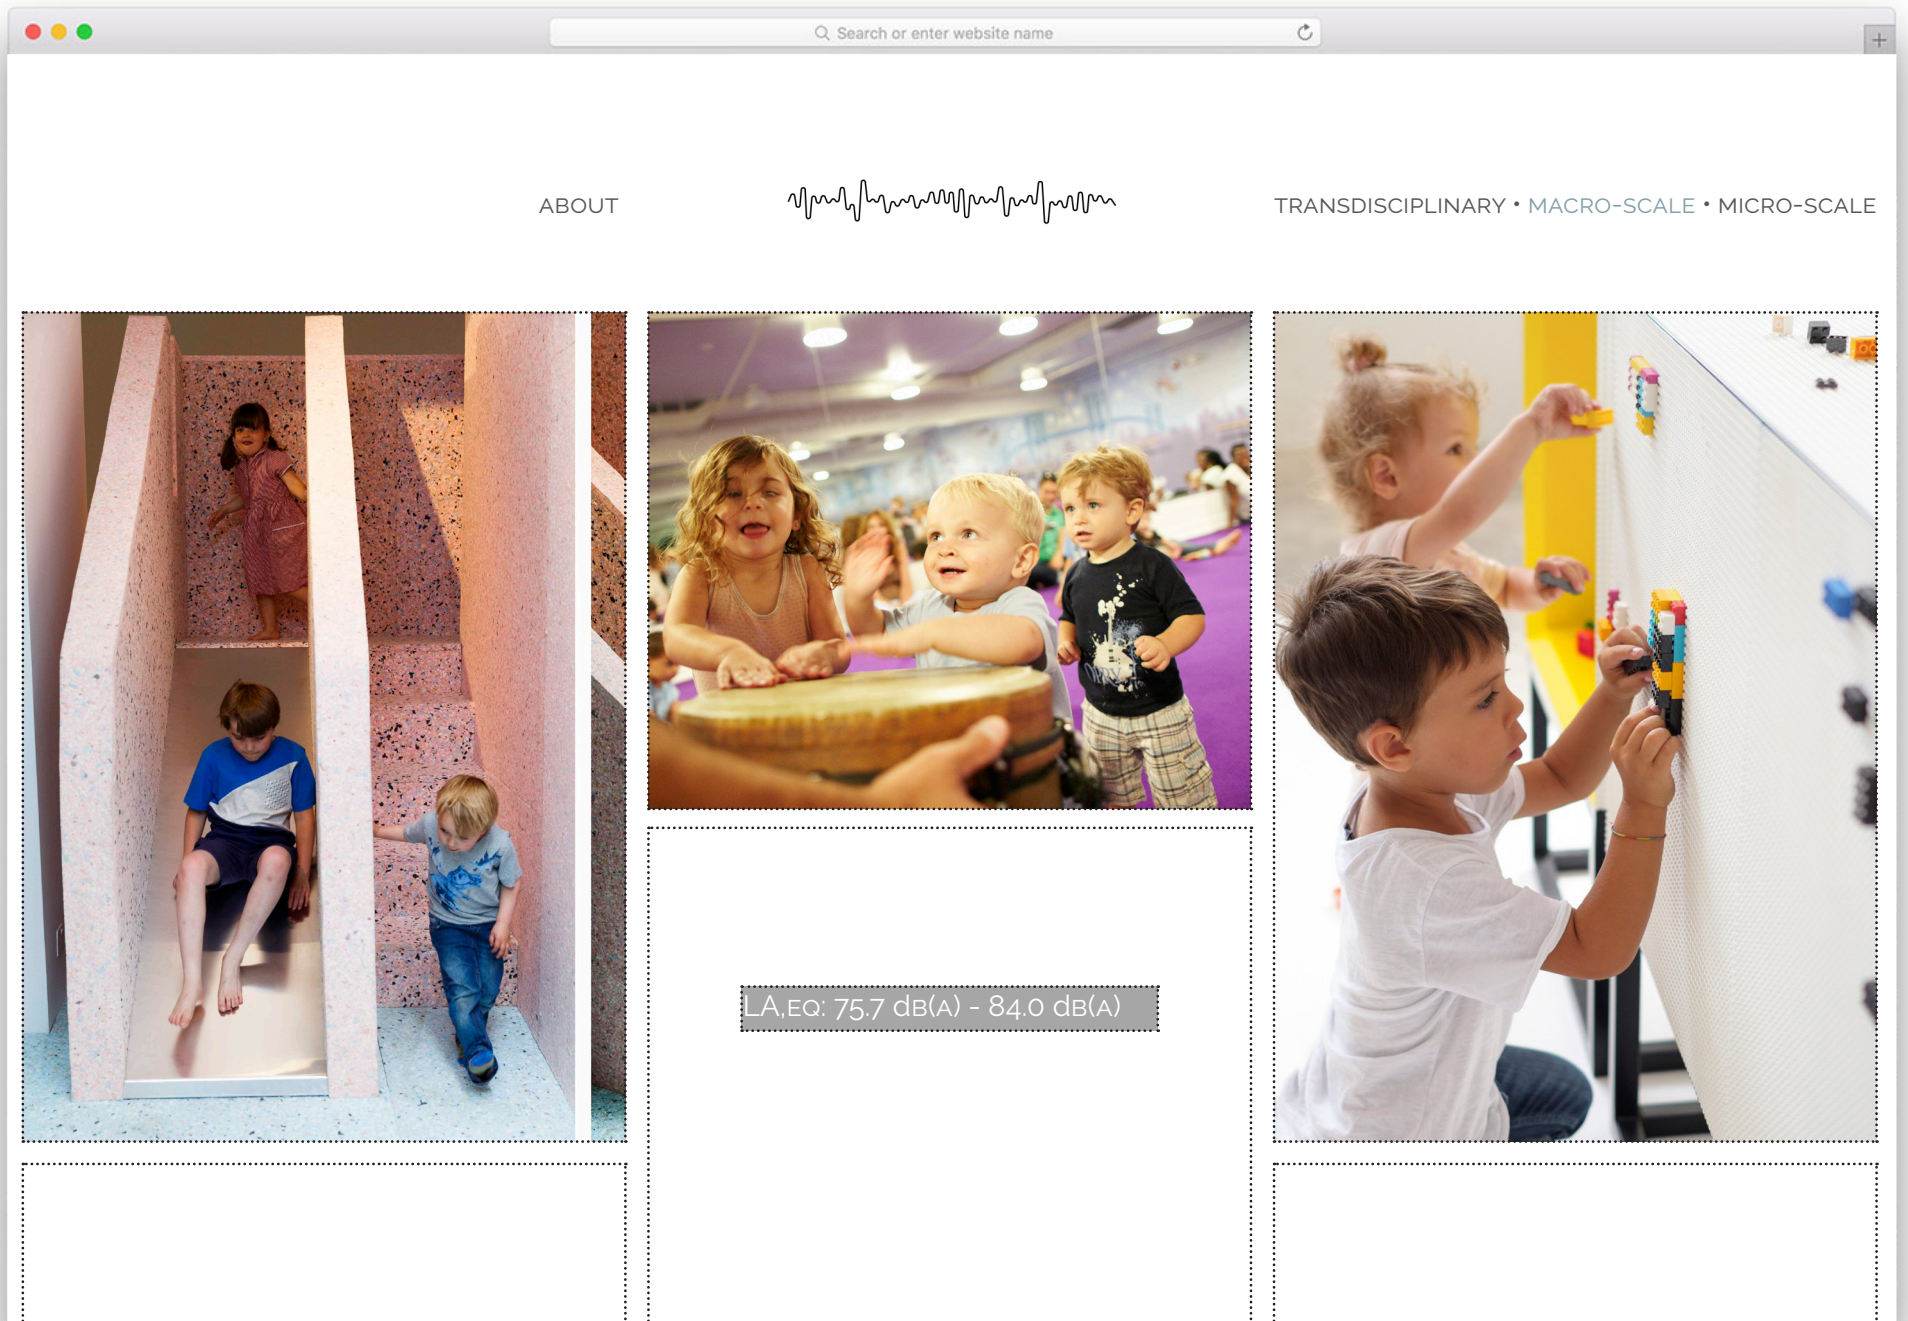 Search or enter website name
ABOUT
TRANSDISCIPLINARY • MACRO-SCALE • MICRO-SCALE
LA,EQ: 75.7 dB(A) - 84.0 dB(A)